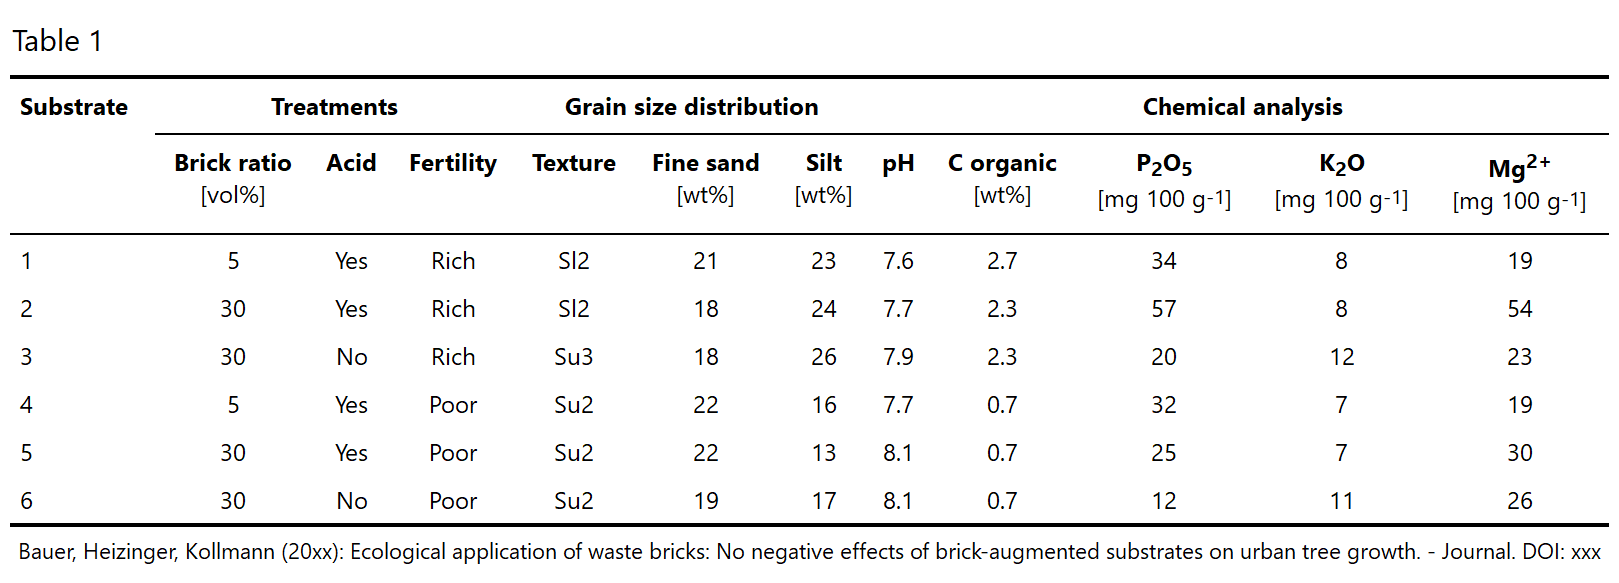 Table 1
Substrate Treatments Grain size distribution Chemical analysis
Brick ratio Acid Fertility Texture Fine sand Silt pH C organic P2O5 K2O Mg2+
[vol%] [wt%] [wt%] [wt%] [mg 100 g-1] [mg 100 g-1] [mg 100 g-1]
1 5 Yes Rich Sl2 21 23 7.6 2.7 34 8 19
2 30 Yes Rich Sl2 18 24 7.7 2.3 57 8 54
3 30 No Rich Su3 18 26 7.9 2.3 20 12 23
4 5 Yes Poor Su2 22 16 7.7 0.7 32 7 19
5 30 Yes Poor Su2 22 13 8.1 0.7 25 7 30
6 30 No Poor Su2 19 17 8.1 0.7 12 11 26
Bauer, Heizinger, Kollmann (20xx): Ecological application of waste bricks: No negative effects of brick-augmented substrates on urban tree growth. - Journal. DOI: xxx